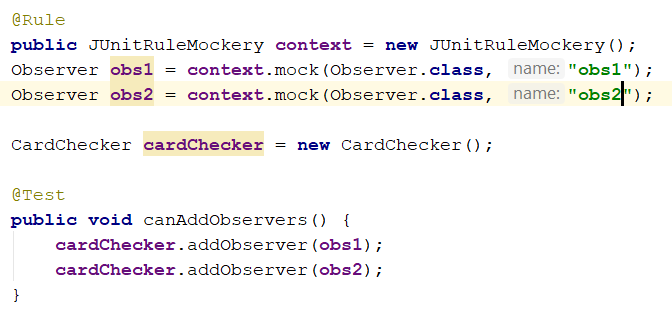 @Rule
public JUnitRuleMockery context = new JUnitRuleMockery();
Observer obs1 = context.mock(Observer.class, name: "obs1");
Observer obs2 = context.mock(Observer.class, name: "obs2");
CardChecker cardChecker = new CardChecker();
@Test
public void canAddObservers() {
cardChecker.addObserver(obs1);
cardChecker.addObserver(obs2);
}